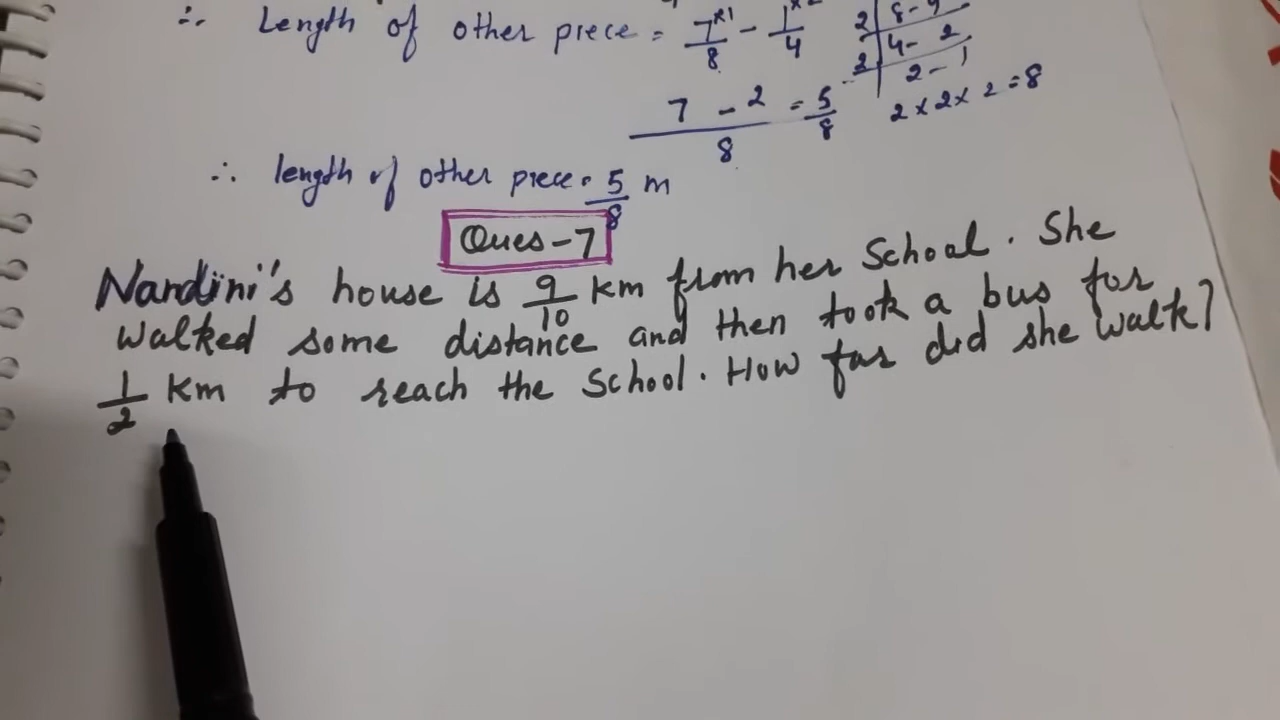 ∴ Length of other piece = 7×1/8 - 1×2/4
2 | 8 - 4
2 | 4 - 2
2 - 1
2 × 2 × 2 = 8
7 - 2/8 = 5/8
∴ length of other piece = 5/8 m
Ques-7
Nandini's house is 9/10 km from her School. She
walked some distance and then took a bus for
1/2 km to reach the School. How far did she walk?